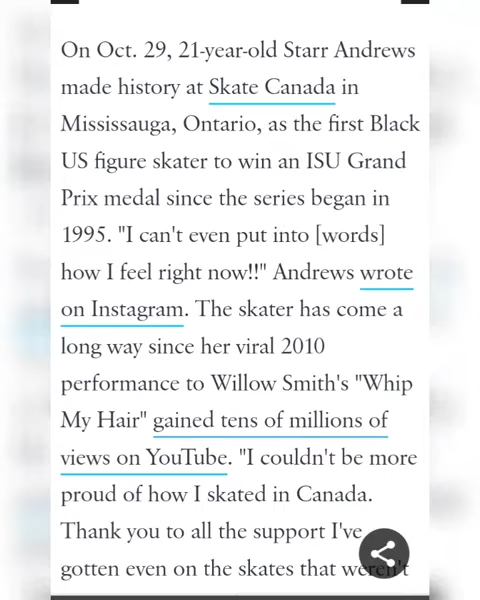 On Oct. 29, 21-year-old Starr Andrews
made history at Skate Canada in
Mississauga, Ontario, as the first Black
US figure skater to win an ISU Grand
Prix medal since the series began in
1995. "I can't even put into [words]
how I feel right now!!" Andrews wrote
on Instagram. The skater has come a
long way since her viral 2010
performance to Willow Smith's "Whip
My Hair" gained tens of millions of
views on YouTube. "I couldn't be more
proud of how I skated in Canada.
Thank you to all the support I've
gotten even on the skates that weren't